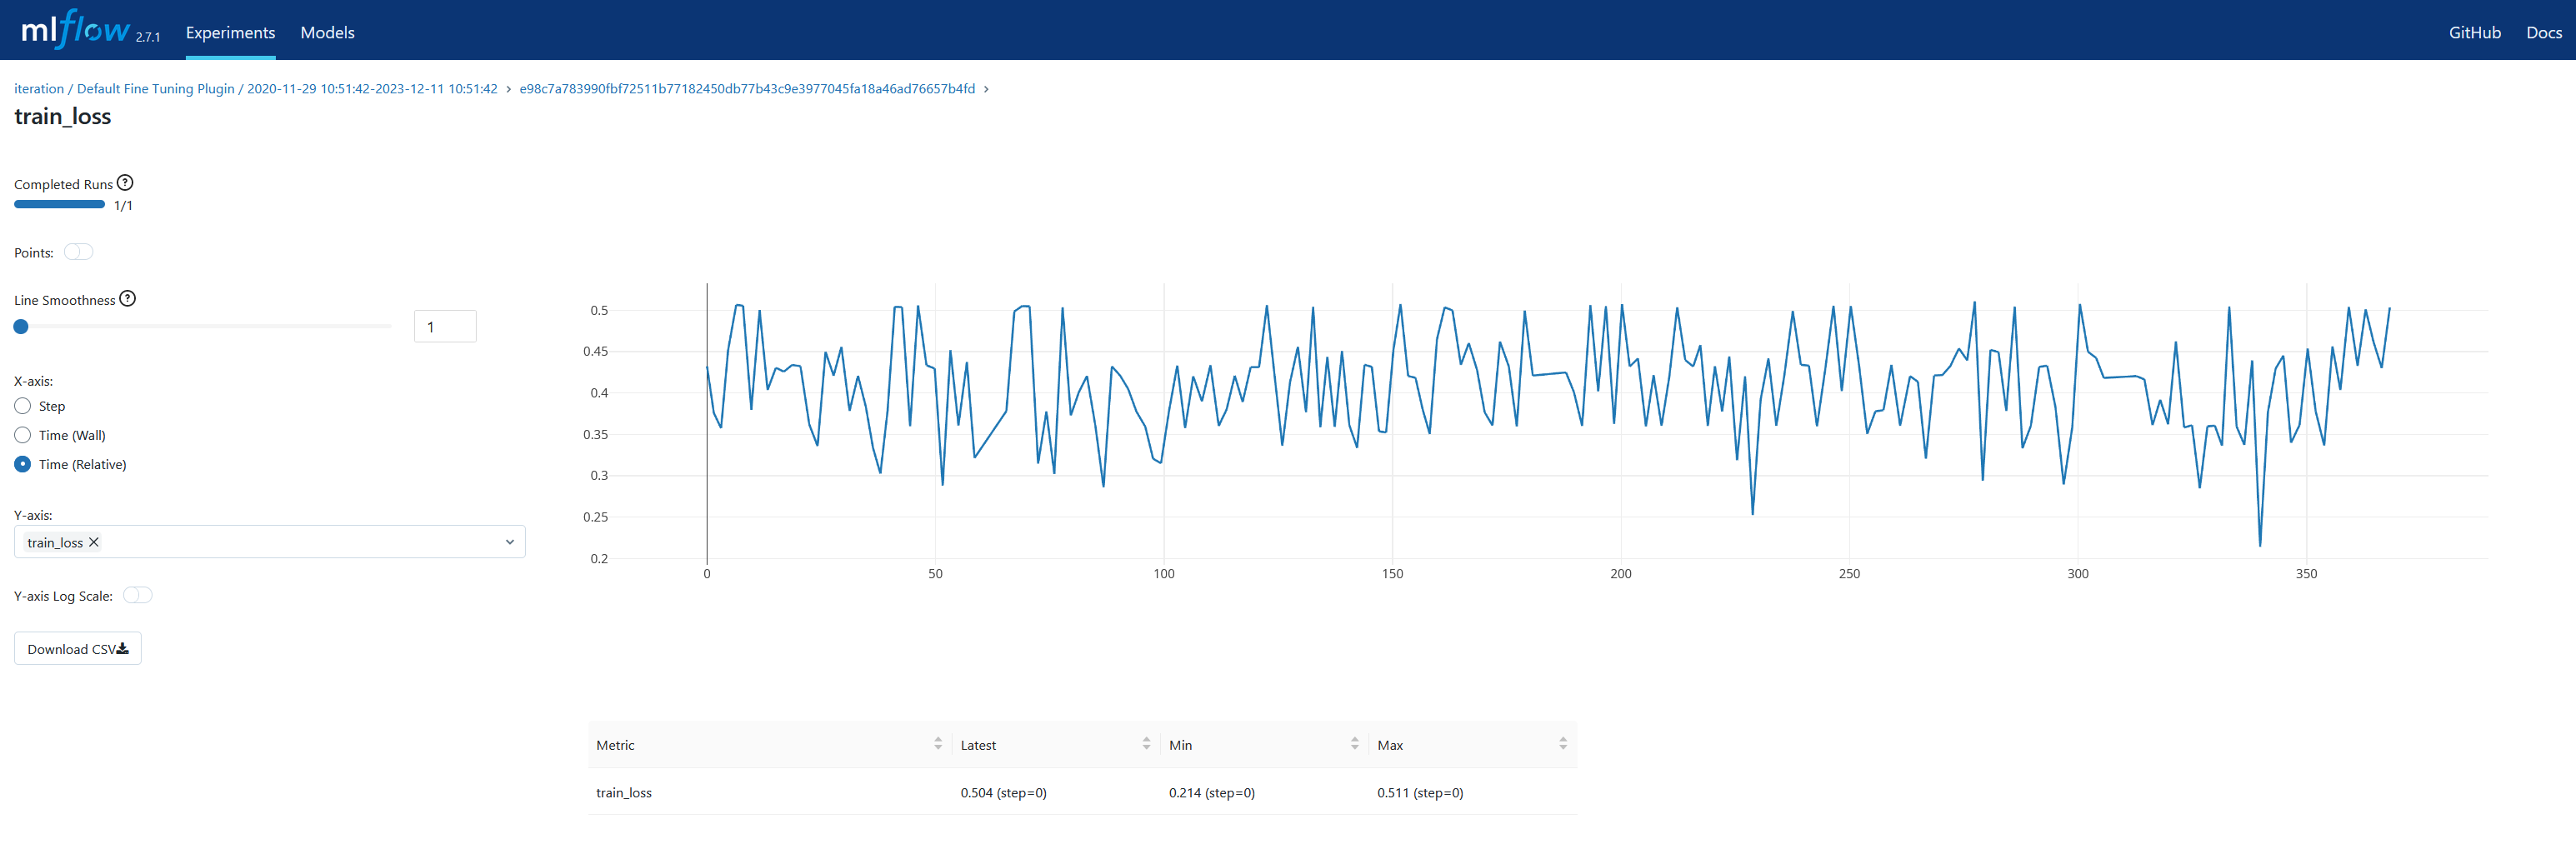 mlflow 2.7.1 Experiments Models GitHub Docs
iteration / Default Fine Tuning Plugin / 2020-11-29 10:51:42-2023-12-11 10:51:42 › e98c7a783990fbf72511b77182450db77b43c9e3977045fa18a46ad76657b4fd ›
train_loss
Completed Runs ?
1/1
Points:
Line Smoothness ?
1
X-axis:
Step
Time (Wall)
Time (Relative)
Y-axis:
train_loss ×
Y-axis Log Scale:
Download CSV
0.5
0.45
0.4
0.35
0.3
0.25
0.2
0 50 100 150 200 250 300 350
Metric Latest Min Max
train_loss 0.504 (step=0) 0.214 (step=0) 0.511 (step=0)